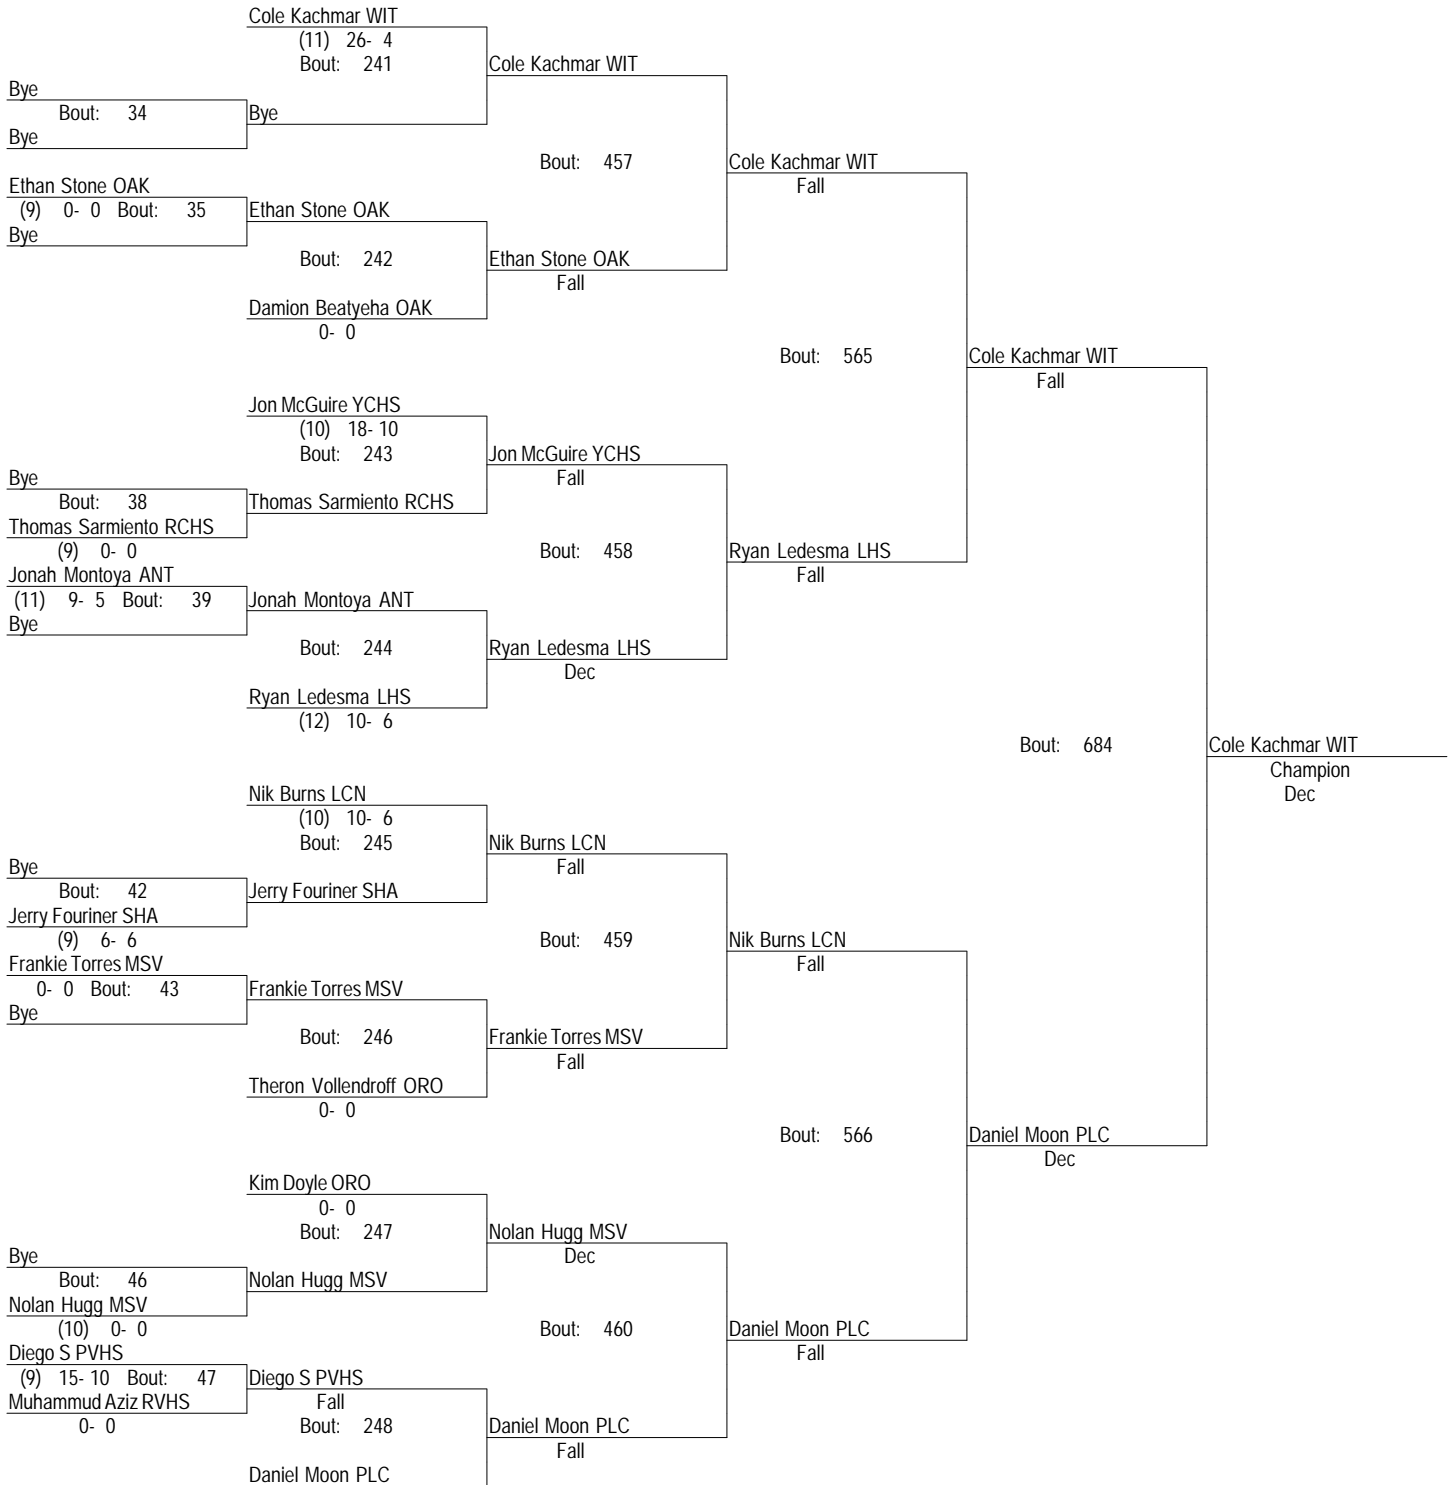 Cole Kachmar WIT
(11) 26- 4
Bout: 241
Cole Kachmar WIT
Bye
Bout: 34
Bye
Bye
Bout: 457
Cole Kachmar WIT
Fall
Ethan Stone OAK
(9) 0- 0 Bout: 35
Ethan Stone OAK
Bye
Bout: 242
Ethan Stone OAK
Fall
Damion Beatyeha OAK
0- 0
Bout: 565
Cole Kachmar WIT
Fall
Jon McGuire YCHS
(10) 18- 10
Bout: 243
Jon McGuire YCHS
Fall
Bye
Bout: 38
Thomas Sarmiento RCHS
Thomas Sarmiento RCHS
(9) 0- 0
Bout: 458
Ryan Ledesma LHS
Fall
Jonah Montoya ANT
(11) 9- 5 Bout: 39
Jonah Montoya ANT
Bye
Bout: 244
Ryan Ledesma LHS
Dec
Ryan Ledesma LHS
(12) 10- 6
Bout: 684
Cole Kachmar WIT
Champion
Dec
Nik Burns LCN
(10) 10- 6
Bout: 245
Nik Burns LCN
Fall
Bye
Bout: 42
Jerry Fouriner SHA
Jerry Fouriner SHA
(9) 6- 6
Bout: 459
Nik Burns LCN
Fall
Frankie Torres MSV
0- 0 Bout: 43
Frankie Torres MSV
Bye
Bout: 246
Frankie Torres MSV
Fall
Theron Vollendroff ORO
0- 0
Bout: 566
Daniel Moon PLC
Dec
Kim Doyle ORO
0- 0
Bout: 247
Nolan Hugg MSV
Dec
Bye
Bout: 46
Nolan Hugg MSV
Nolan Hugg MSV
(10) 0- 0
Bout: 460
Daniel Moon PLC
Fall
Diego S PVHS
(9) 15- 10 Bout: 47
Diego S PVHS
Fall
Muhammud Aziz RVHS
0- 0
Bout: 248
Daniel Moon PLC
Fall
Daniel Moon PLC